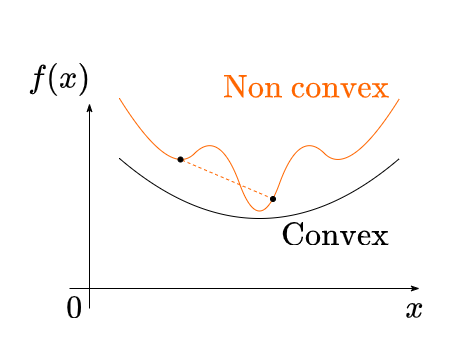 f(x)
Non convex
Convex
0
x